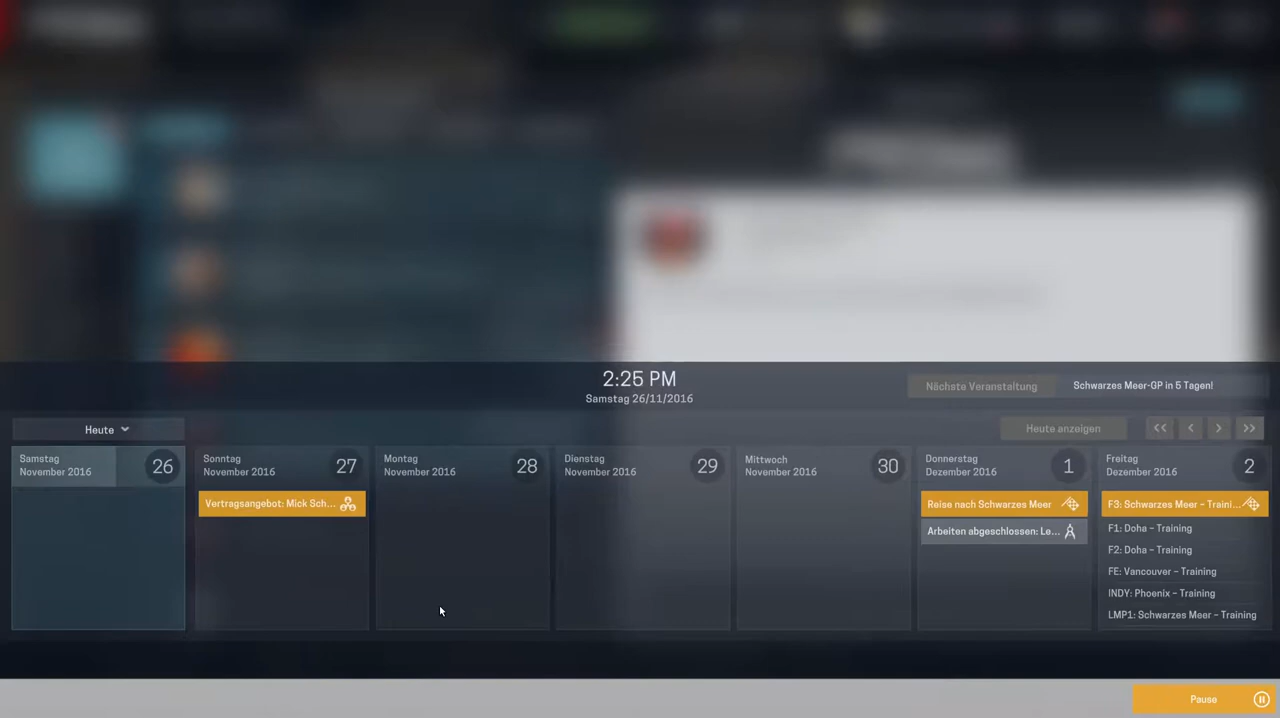 2:25 PM
Samstag 26/11/2016
Nächste Veranstaltung
Schwarzes Meer-GP in 5 Tagen!
Heute
Heute anzeigen
<< < > >>
Samstag
November 2016
26
Sonntag
November 2016
27
Montag
November 2016
28
Dienstag
November 2016
29
Mittwoch
November 2016
30
Donnerstag
Dezember 2016
1
Freitag
Dezember 2016
2
Vertragsangebot: Mick Sch...
Reise nach Schwarzes Meer
Arbeiten abgeschlossen: Le...
F3: Schwarzes Meer – Traini...
F1: Doha – Training
F2: Doha – Training
FE: Vancouver – Training
INDY: Phoenix – Training
LMP1: Schwarzes Meer – Training
Pause